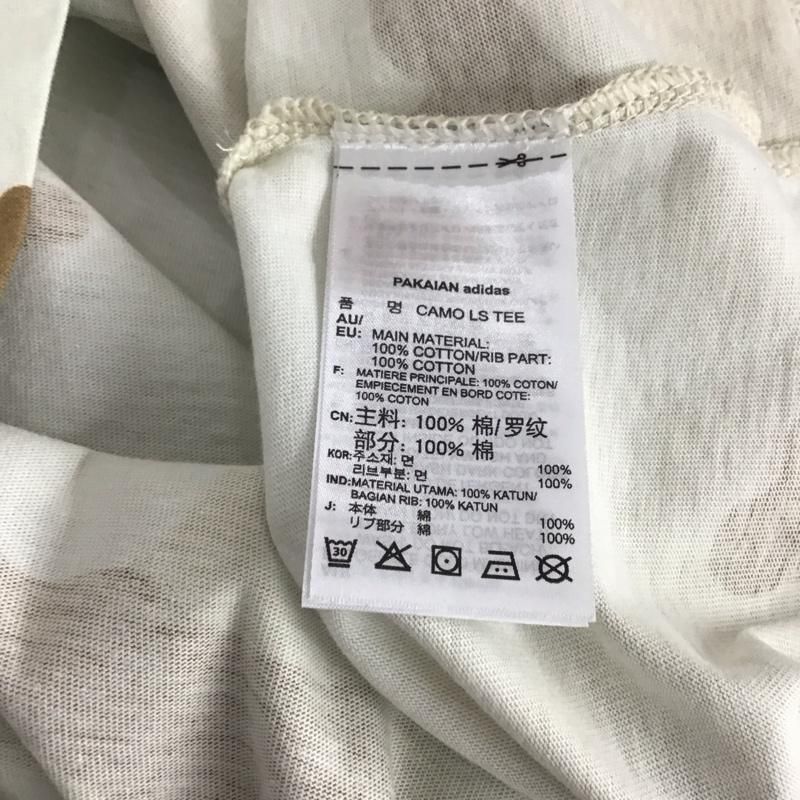 PAKAIAN adidas
품 명 CAMO LS TEE
AU/
EU: MAIN MATERIAL:
100% COTTON/RIB PART:
100% COTTON
F: MATIERE PRINCIPALE: 100% COTON/
EMPIECEMENT EN BORD COTE:
100% COTON
CN: 主料: 100% 棉/罗纹
部分: 100% 棉
KOR: 주소재: 면 100%
리브부분: 면 100%
IND: MATERIAL UTAMA: 100% KATUN/
BAGIAN RIB: 100% KATUN
J: 本体 綿 100%
リブ部分 綿 100%
30